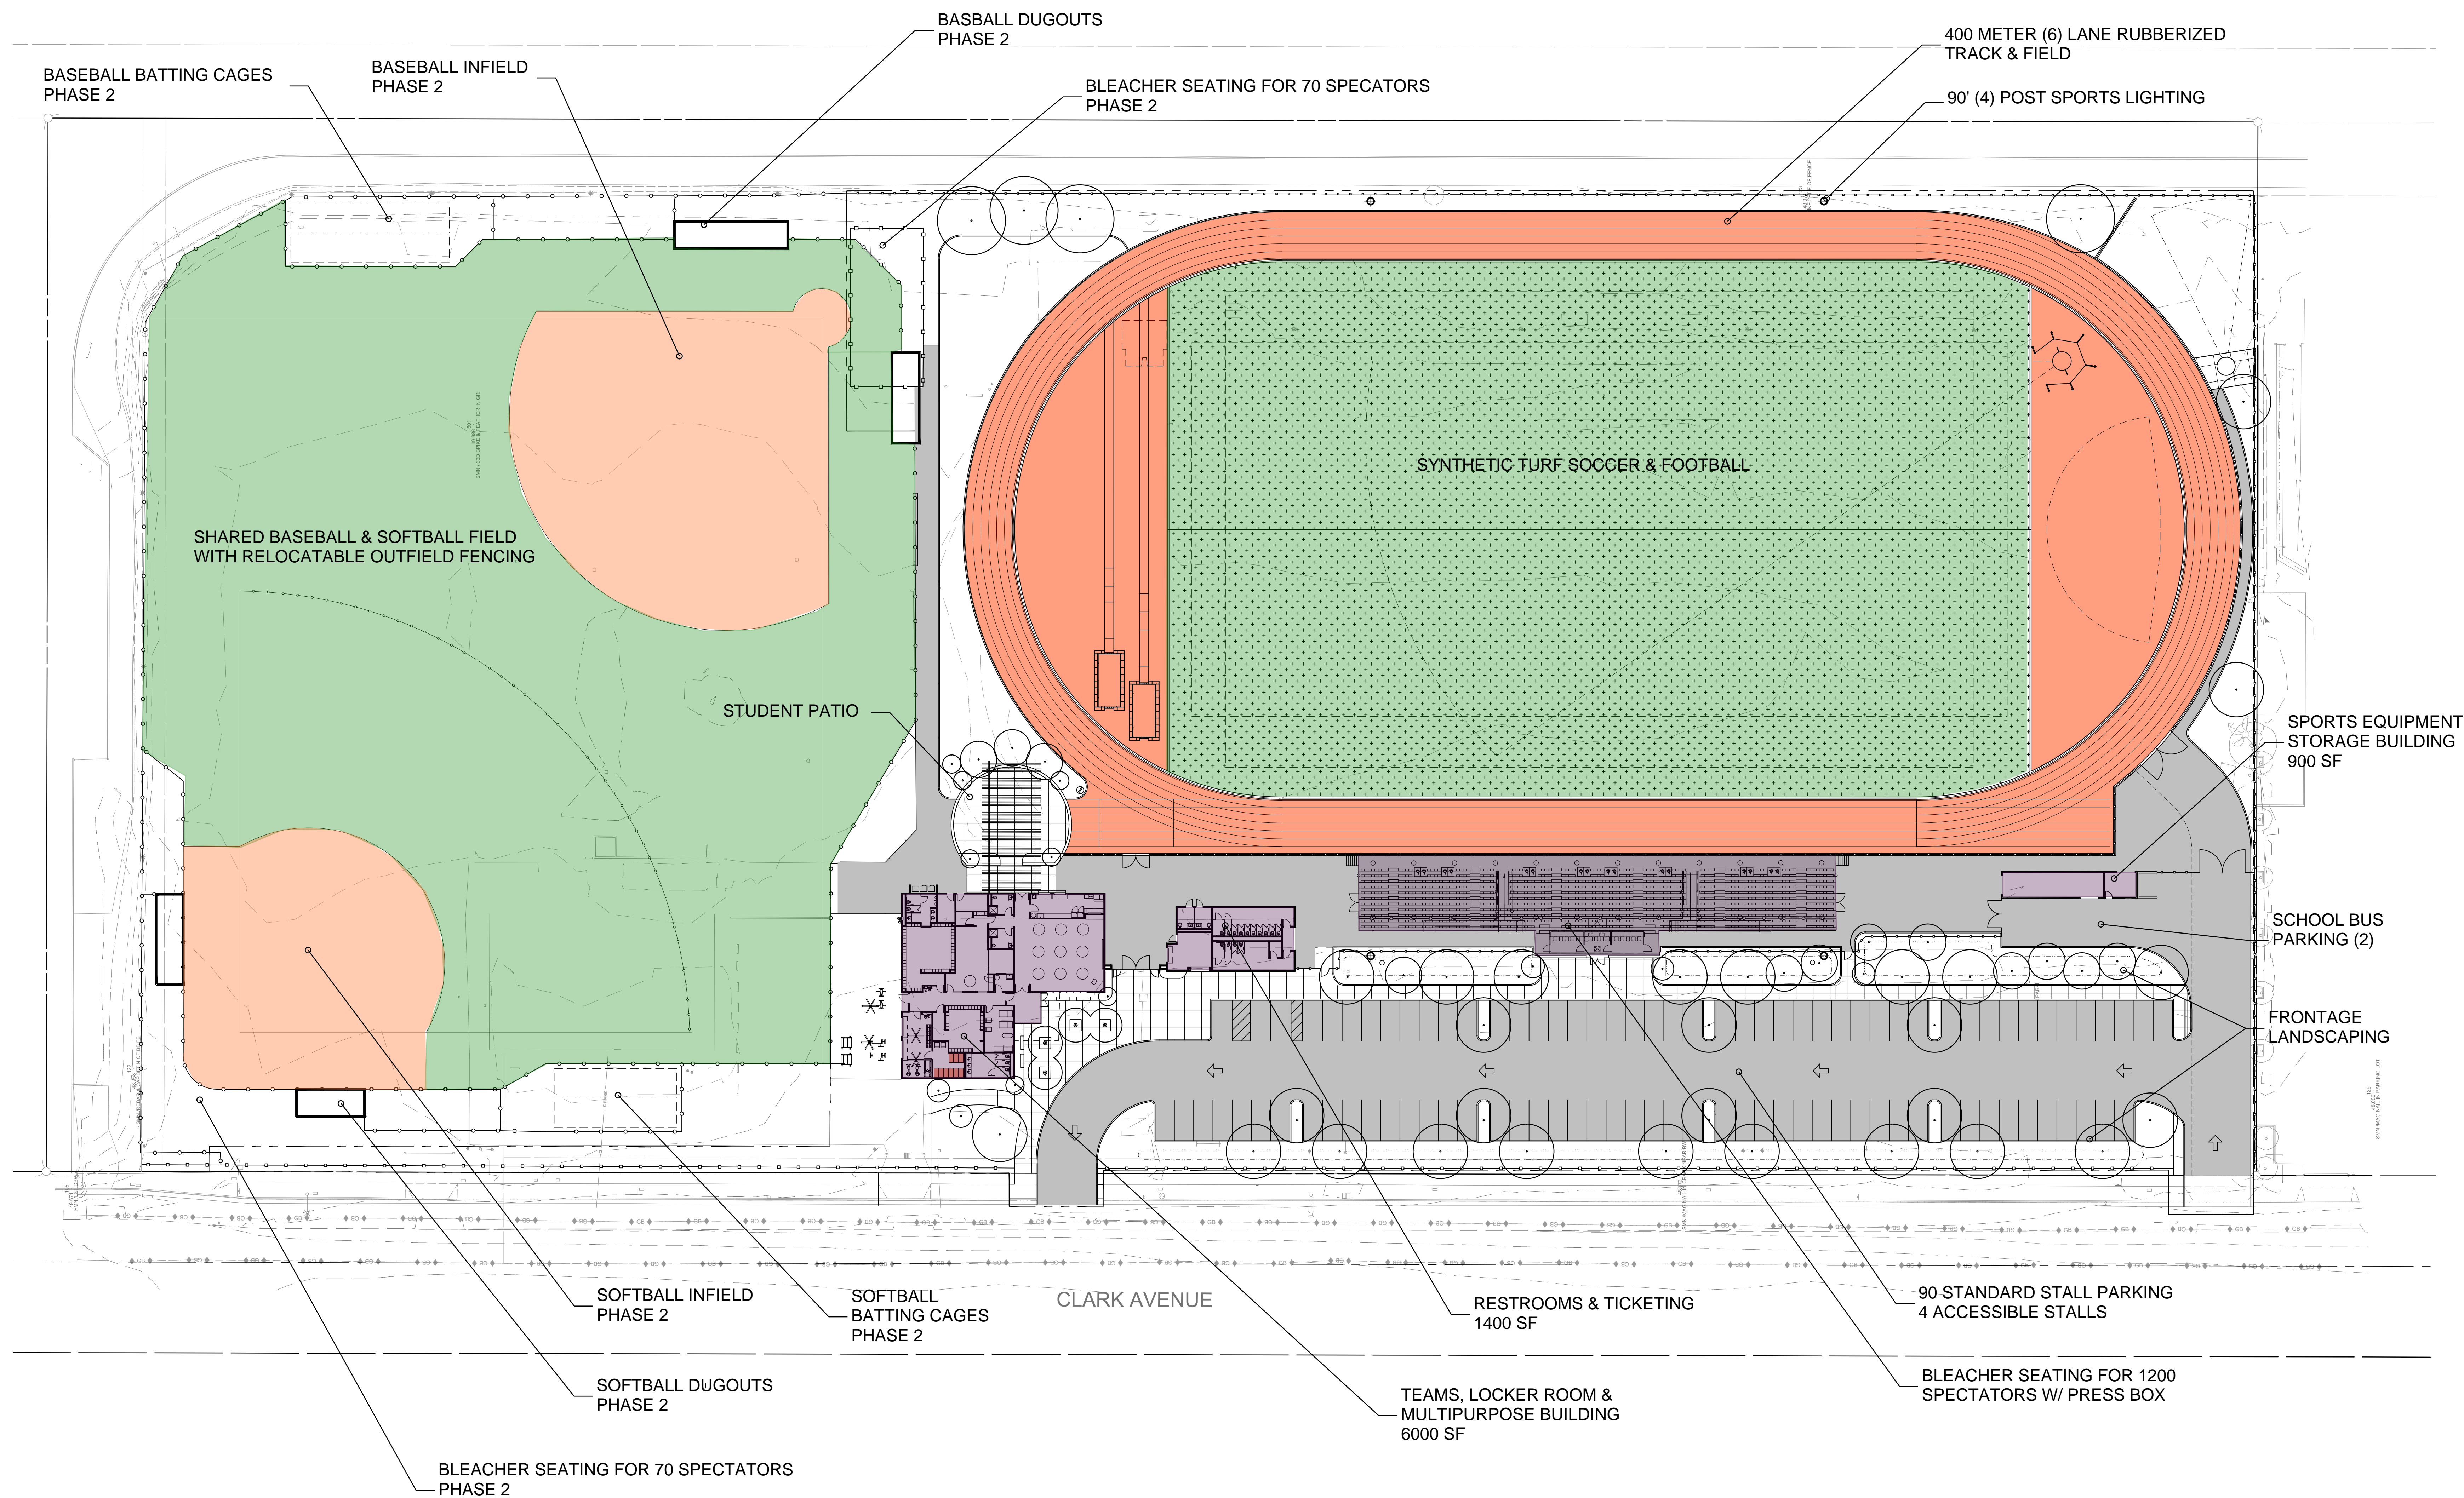 BASBALL DUGOUTS
PHASE 2
400 METER (6) LANE RUBBERIZED
TRACK & FIELD
BASEBALL INFIELD
PHASE 2
BASEBALL BATTING CAGES
PHASE 2
BLEACHER SEATING FOR 70 SPECATORS
PHASE 2
90' (4) POST SPORTS LIGHTING
SYNTHETIC TURF SOCCER & FOOTBALL
SHARED BASEBALL & SOFTBALL FIELD
WITH RELOCATABLE OUTFIELD FENCING
STUDENT PATIO
SPORTS EQUIPMENT
STORAGE BUILDING
900 SF
SCHOOL BUS
PARKING (2)
FRONTAGE
LANDSCAPING
SOFTBALL INFIELD
PHASE 2
SOFTBALL
BATTING CAGES
PHASE 2
CLARK AVENUE
RESTROOMS & TICKETING
1400 SF
90 STANDARD STALL PARKING
4 ACCESSIBLE STALLS
SOFTBALL DUGOUTS
PHASE 2
TEAMS, LOCKER ROOM &
MULTIPURPOSE BUILDING
6000 SF
BLEACHER SEATING FOR 1200
SPECTATORS W/ PRESS BOX
BLEACHER SEATING FOR 70 SPECTATORS
PHASE 2